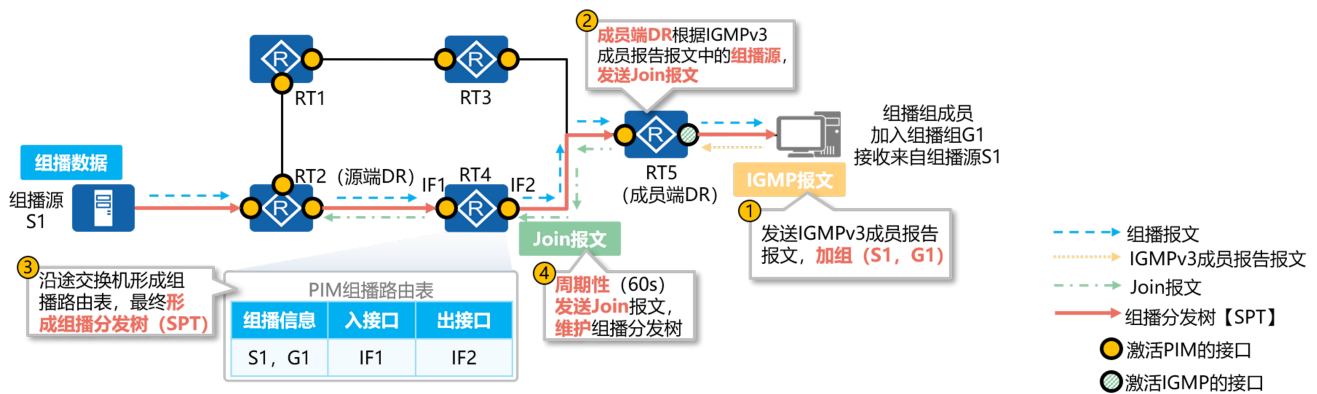 ②
成员端DR根据IGMPv3
成员报告报文中的组播源，
发送Join报文
R
RT1
R
RT3
R
RT5
（成员端DR）
组播组成员
加入组播组G1
接收来自组播源S1
组播数据
组播源
S1
R
RT2
（源端DR）
IF1
RT4
R
IF2
IGMP报文
①
发送IGMPv3成员报告
报文，加组（S1，G1）
Join报文
③
沿途交换机形成组
播路由表，最终形
成组播分发树（SPT）
PIM组播路由表
组播信息 入接口 出接口
S1，G1 IF1 IF2
④
周期性（60s）
发送Join报文，
维护组播分发树
组播报文
IGMPv3成员报告报文
Join报文
组播分发树【SPT】
激活PIM的接口
激活IGMP的接口